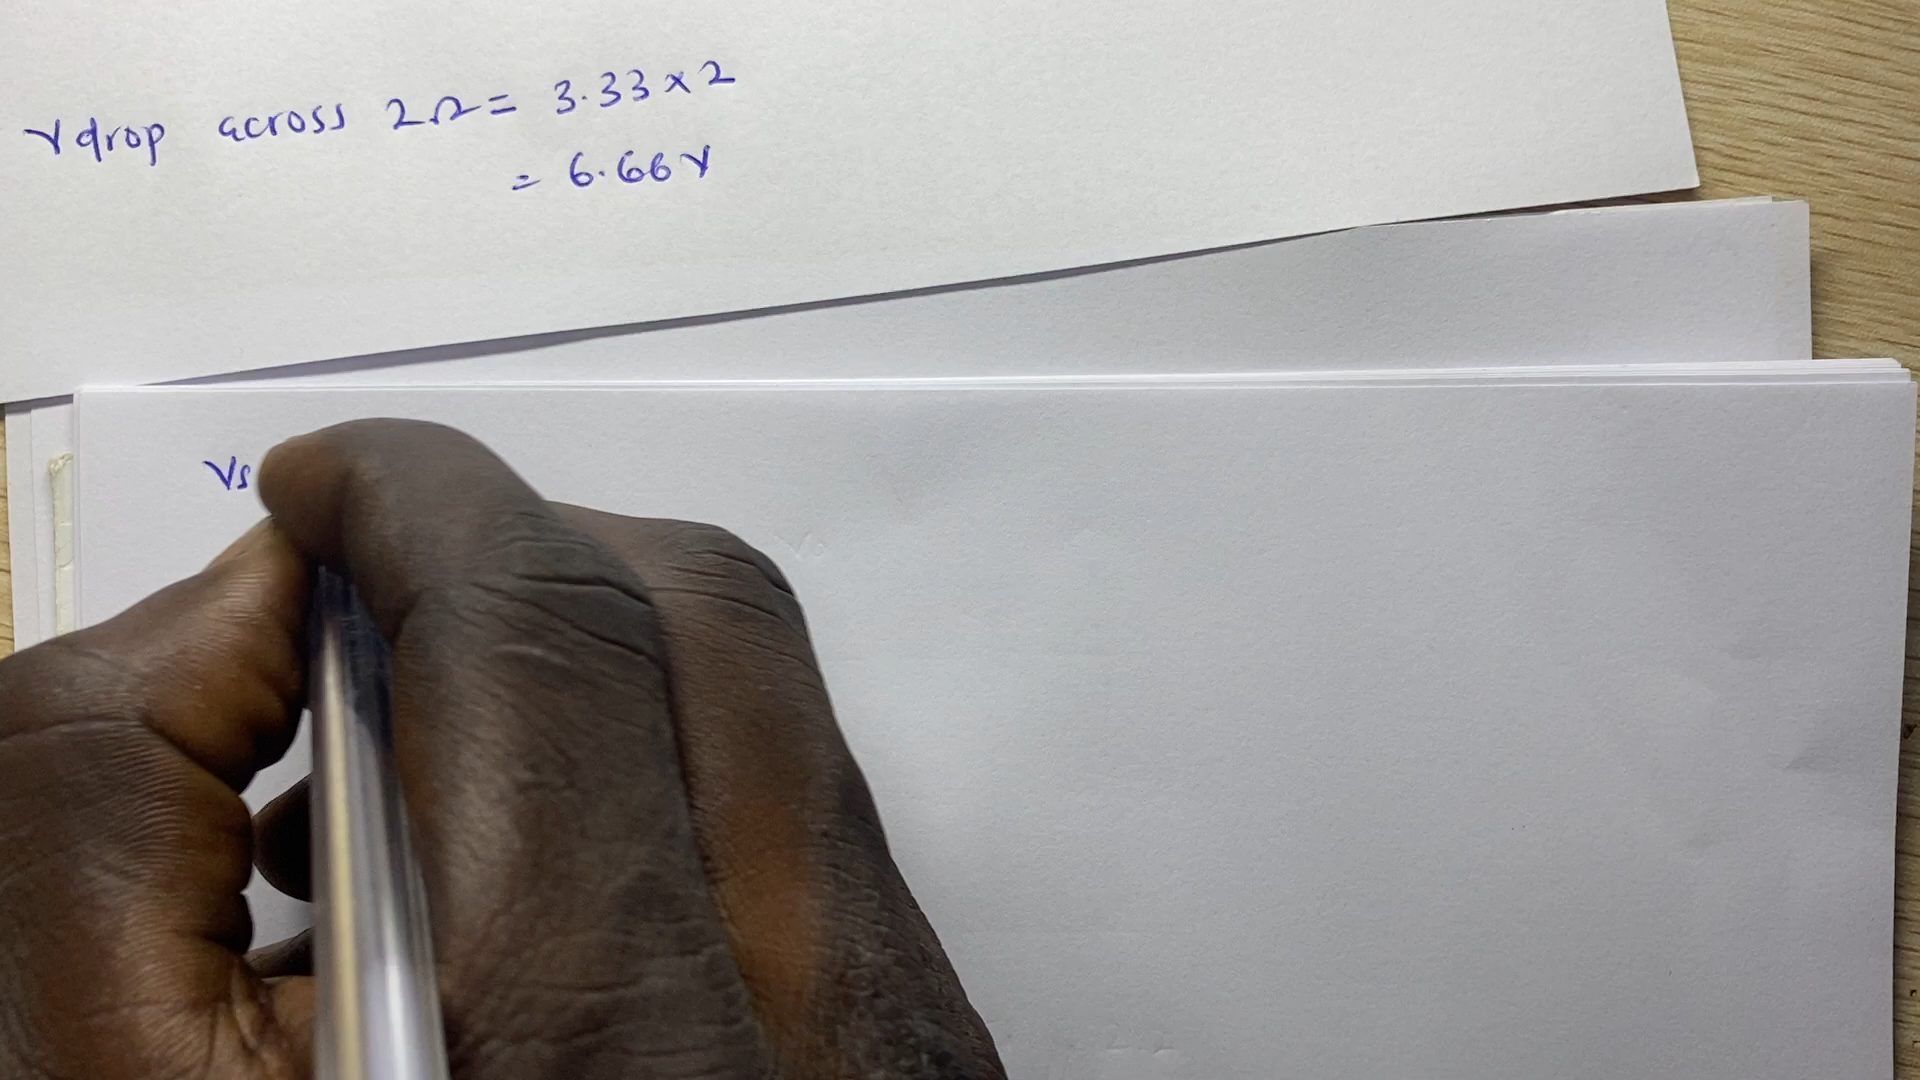 V drop across 2Ω = 3.33 x 2
= 6.66 V
Vs